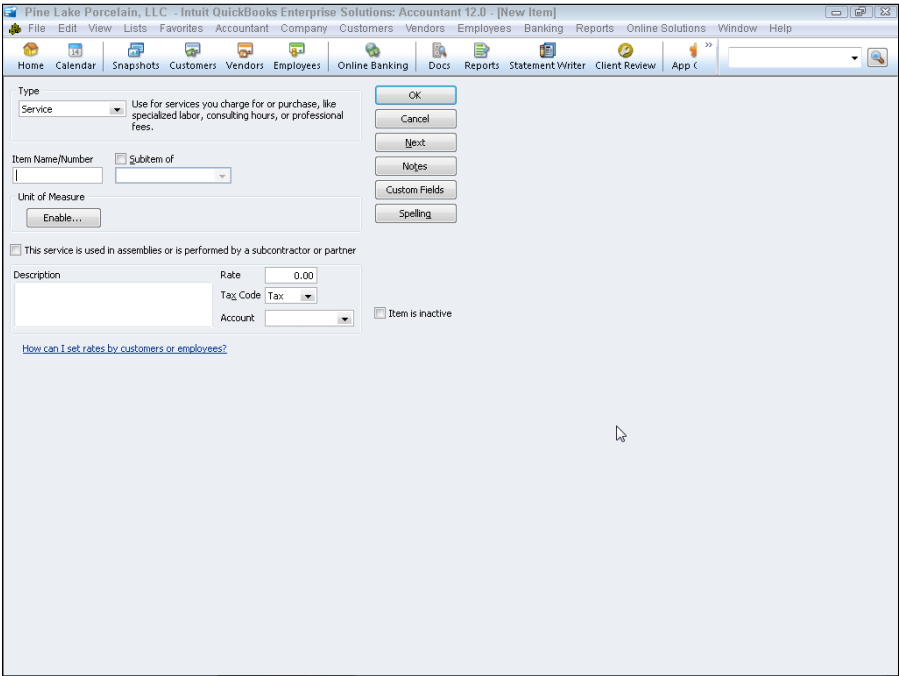 Pine Lake Porcelain, LLC - Intuit QuickBooks Enterprise Solutions: Accountant 12.0 - [New Item]
File Edit View Lists Favorites Accountant Company Customers Vendors Employees Banking Reports Online Solutions Window Help
14
Home Calendar Snapshots Customers Vendors Employees Online Banking Docs Reports Statement Writer Client Review App C »
Type
Service
Use for services you charge for or purchase, like
specialized labor, consulting hours, or professional
fees.
OK
Cancel
Next
Notes
Custom Fields
Spelling
Item Name/Number Subitem of
Unit of Measure
Enable...
This service is used in assemblies or is performed by a subcontractor or partner
Description
Rate 0.00
Tax Code Tax
Account
Item is inactive
How can I set rates by customers or employees?